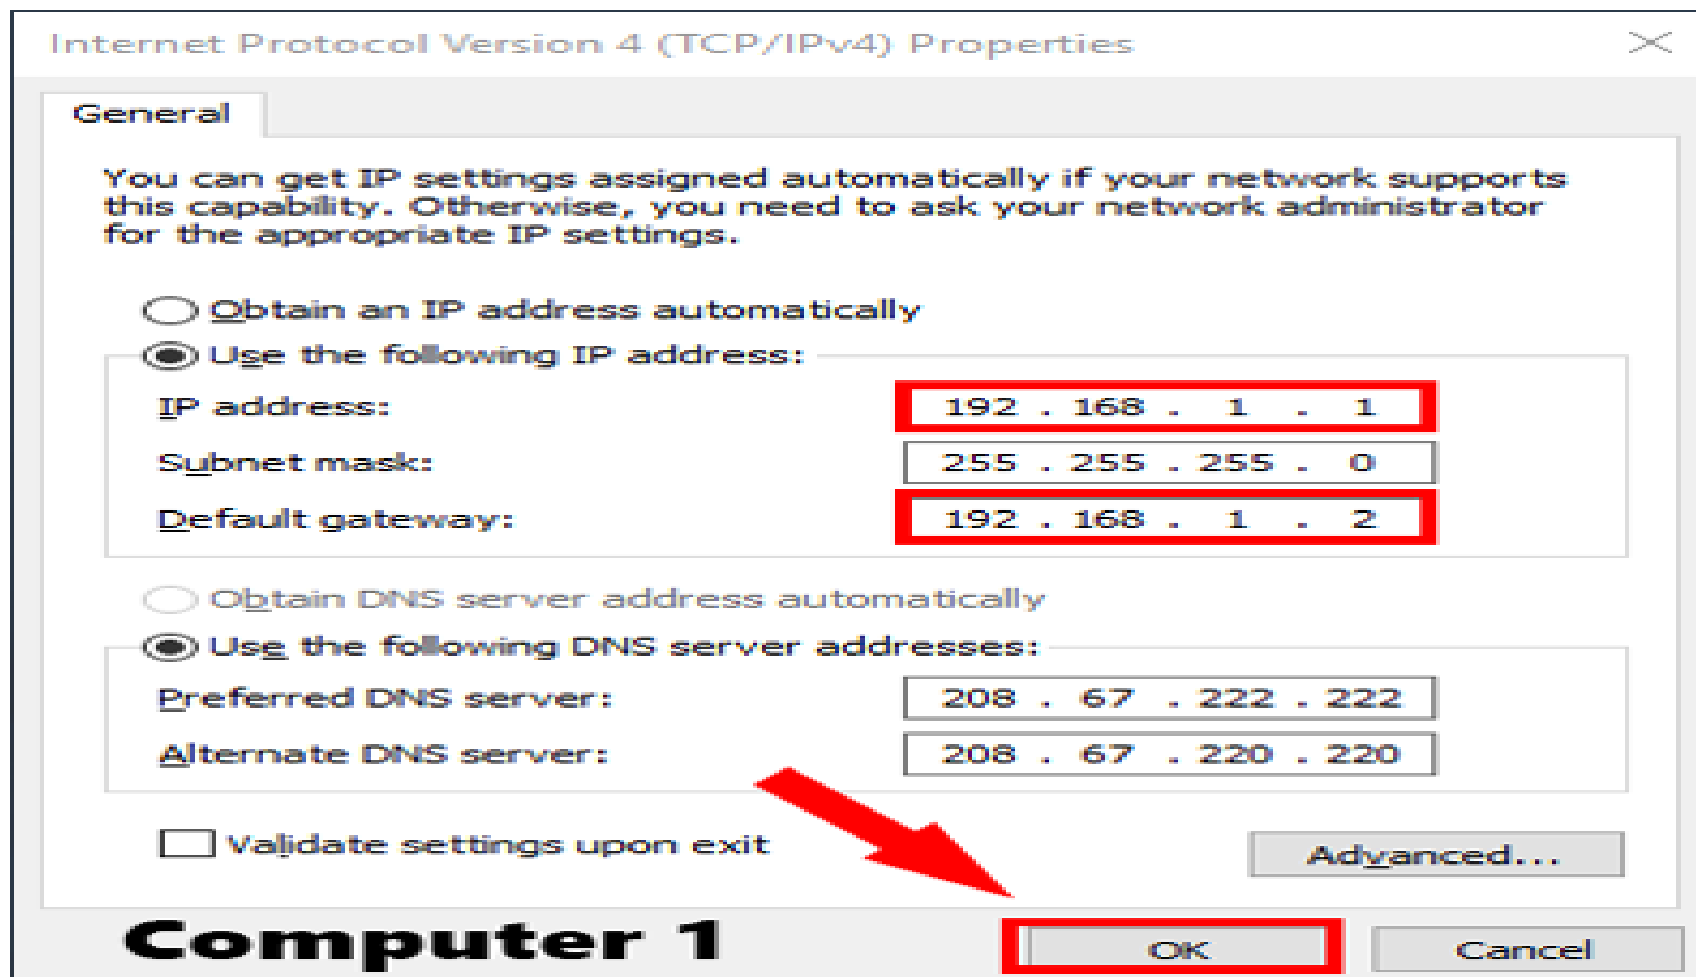 Internet Protocol Version 4 (TCP/IPv4) Properties
General
You can get IP settings assigned automatically if your network supports
this capability. Otherwise, you need to ask your network administrator
for the appropriate IP settings.
Obtain an IP address automatically
Use the following IP address:
IP address: 192 . 168 . 1 . 1
Subnet mask: 255 . 255 . 255 . 0
Default gateway: 192 . 168 . 1 . 2
Obtain DNS server address automatically
Use the following DNS server addresses:
Preferred DNS server: 208 . 67 . 222 . 222
Alternate DNS server: 208 . 67 . 220 . 220
Validate settings upon exit
Advanced...
Computer 1
OK Cancel